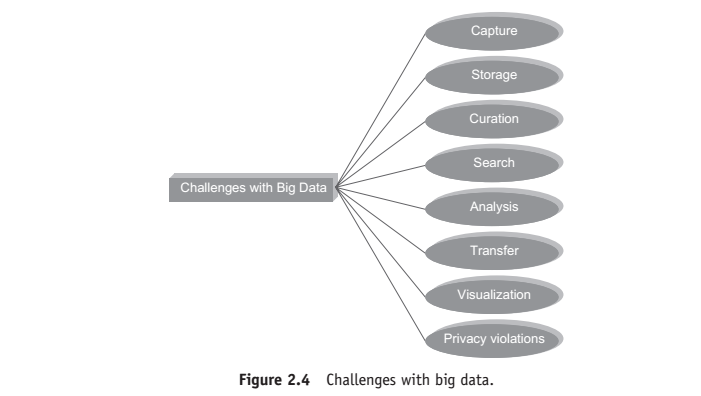 Capture
Storage
Curation
Search
Challenges with Big Data
Analysis
Transfer
Visualization
Privacy violations
Figure 2.4 Challenges with big data.